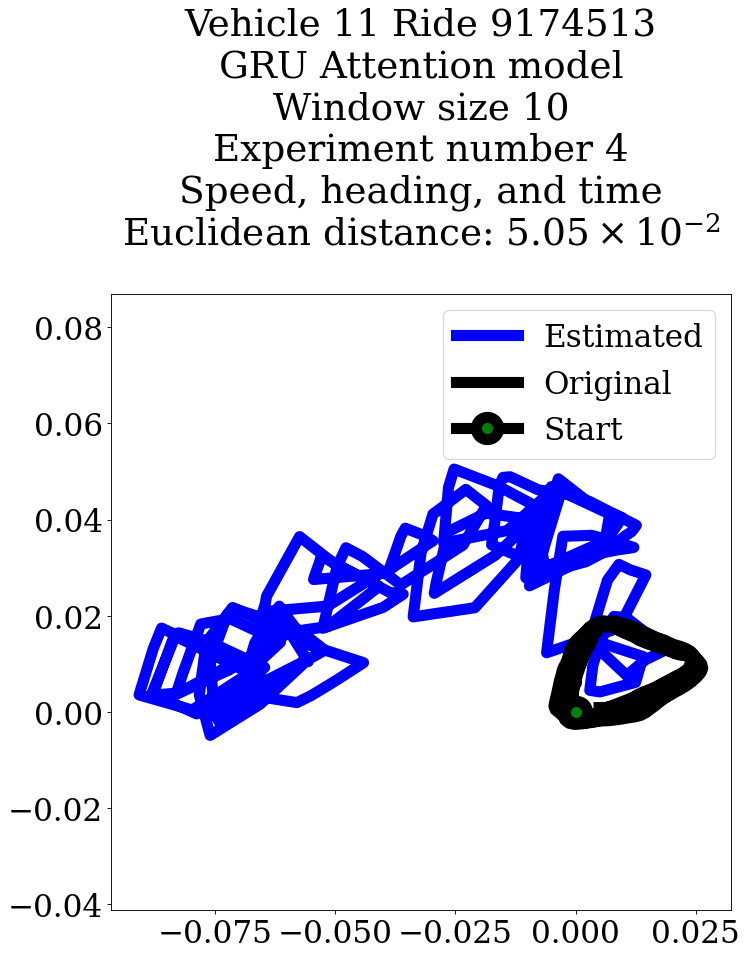 Vehicle 11 Ride 9174513
GRU Attention model
Window size 10
Experiment number 4
Speed, heading, and time
Euclidean distance: 5.05 × 10⁻²
Estimated
Original
Start
0.08
0.06
0.04
0.02
0.00
−0.02
−0.04
−0.075 −0.050 −0.025 0.000 0.025